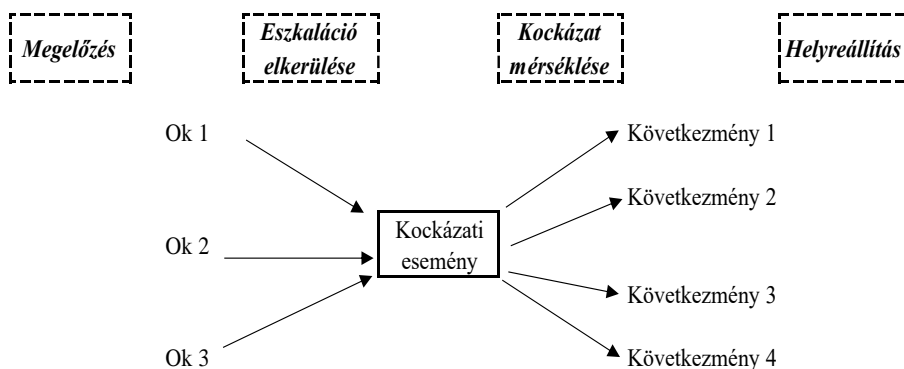 Megelőzés
Eszkaláció
elkerülése
Kockázat
mérséklése
Helyreállítás
Ok 1
Következmény 1
Következmény 2
Kockázati
esemény
Ok 2
Következmény 3
Ok 3
Következmény 4